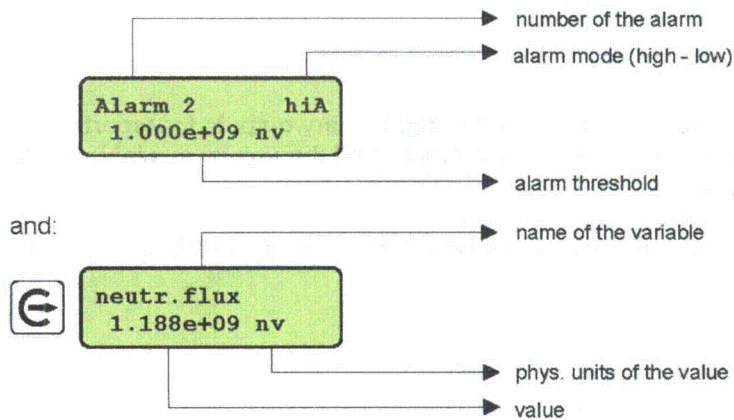 number of the alarm
alarm mode (high - low)
Alarm 2 hiA
1.000e+09 nv
alarm threshold
and:
name of the variable
neutr.flux
1.188e+09 nv
phys. units of the value
value